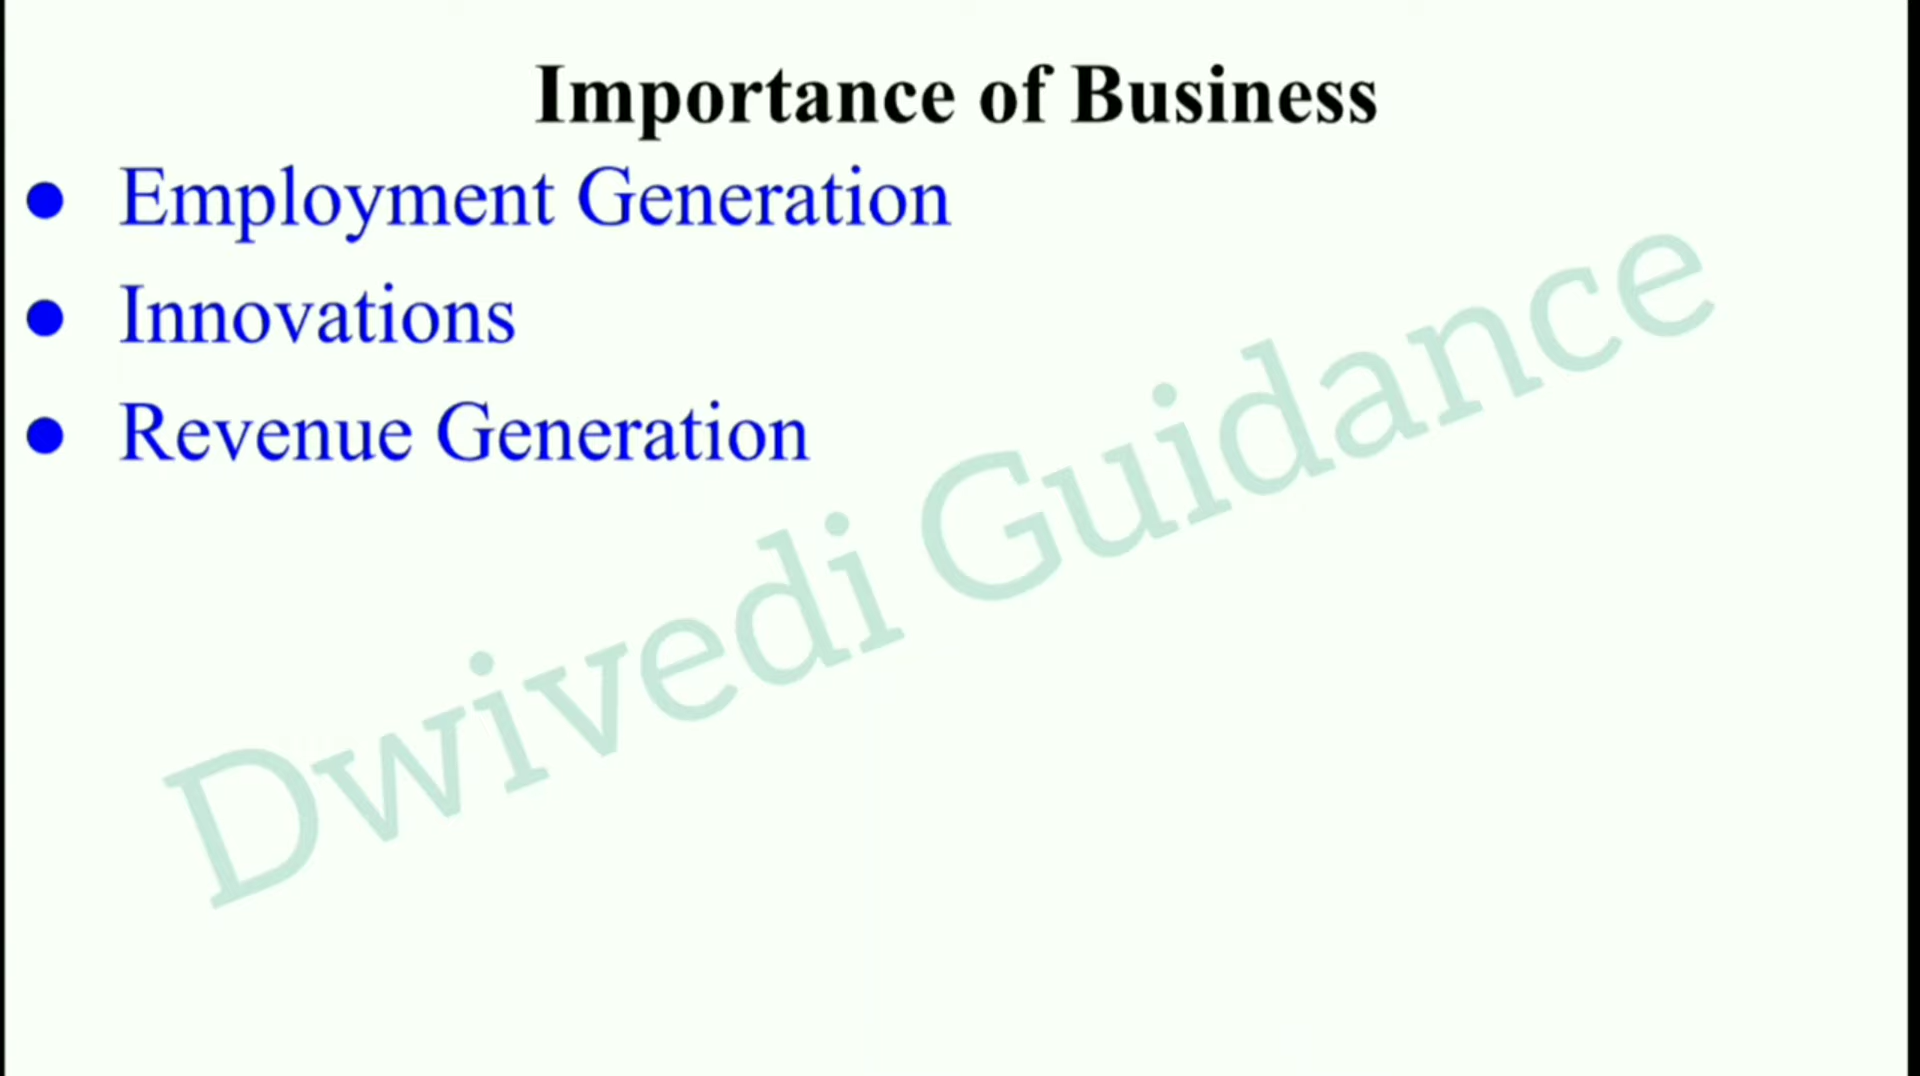 Importance of Business
● Employment Generation
● Innovations
● Revenue Generation
Dwivedi Guidance